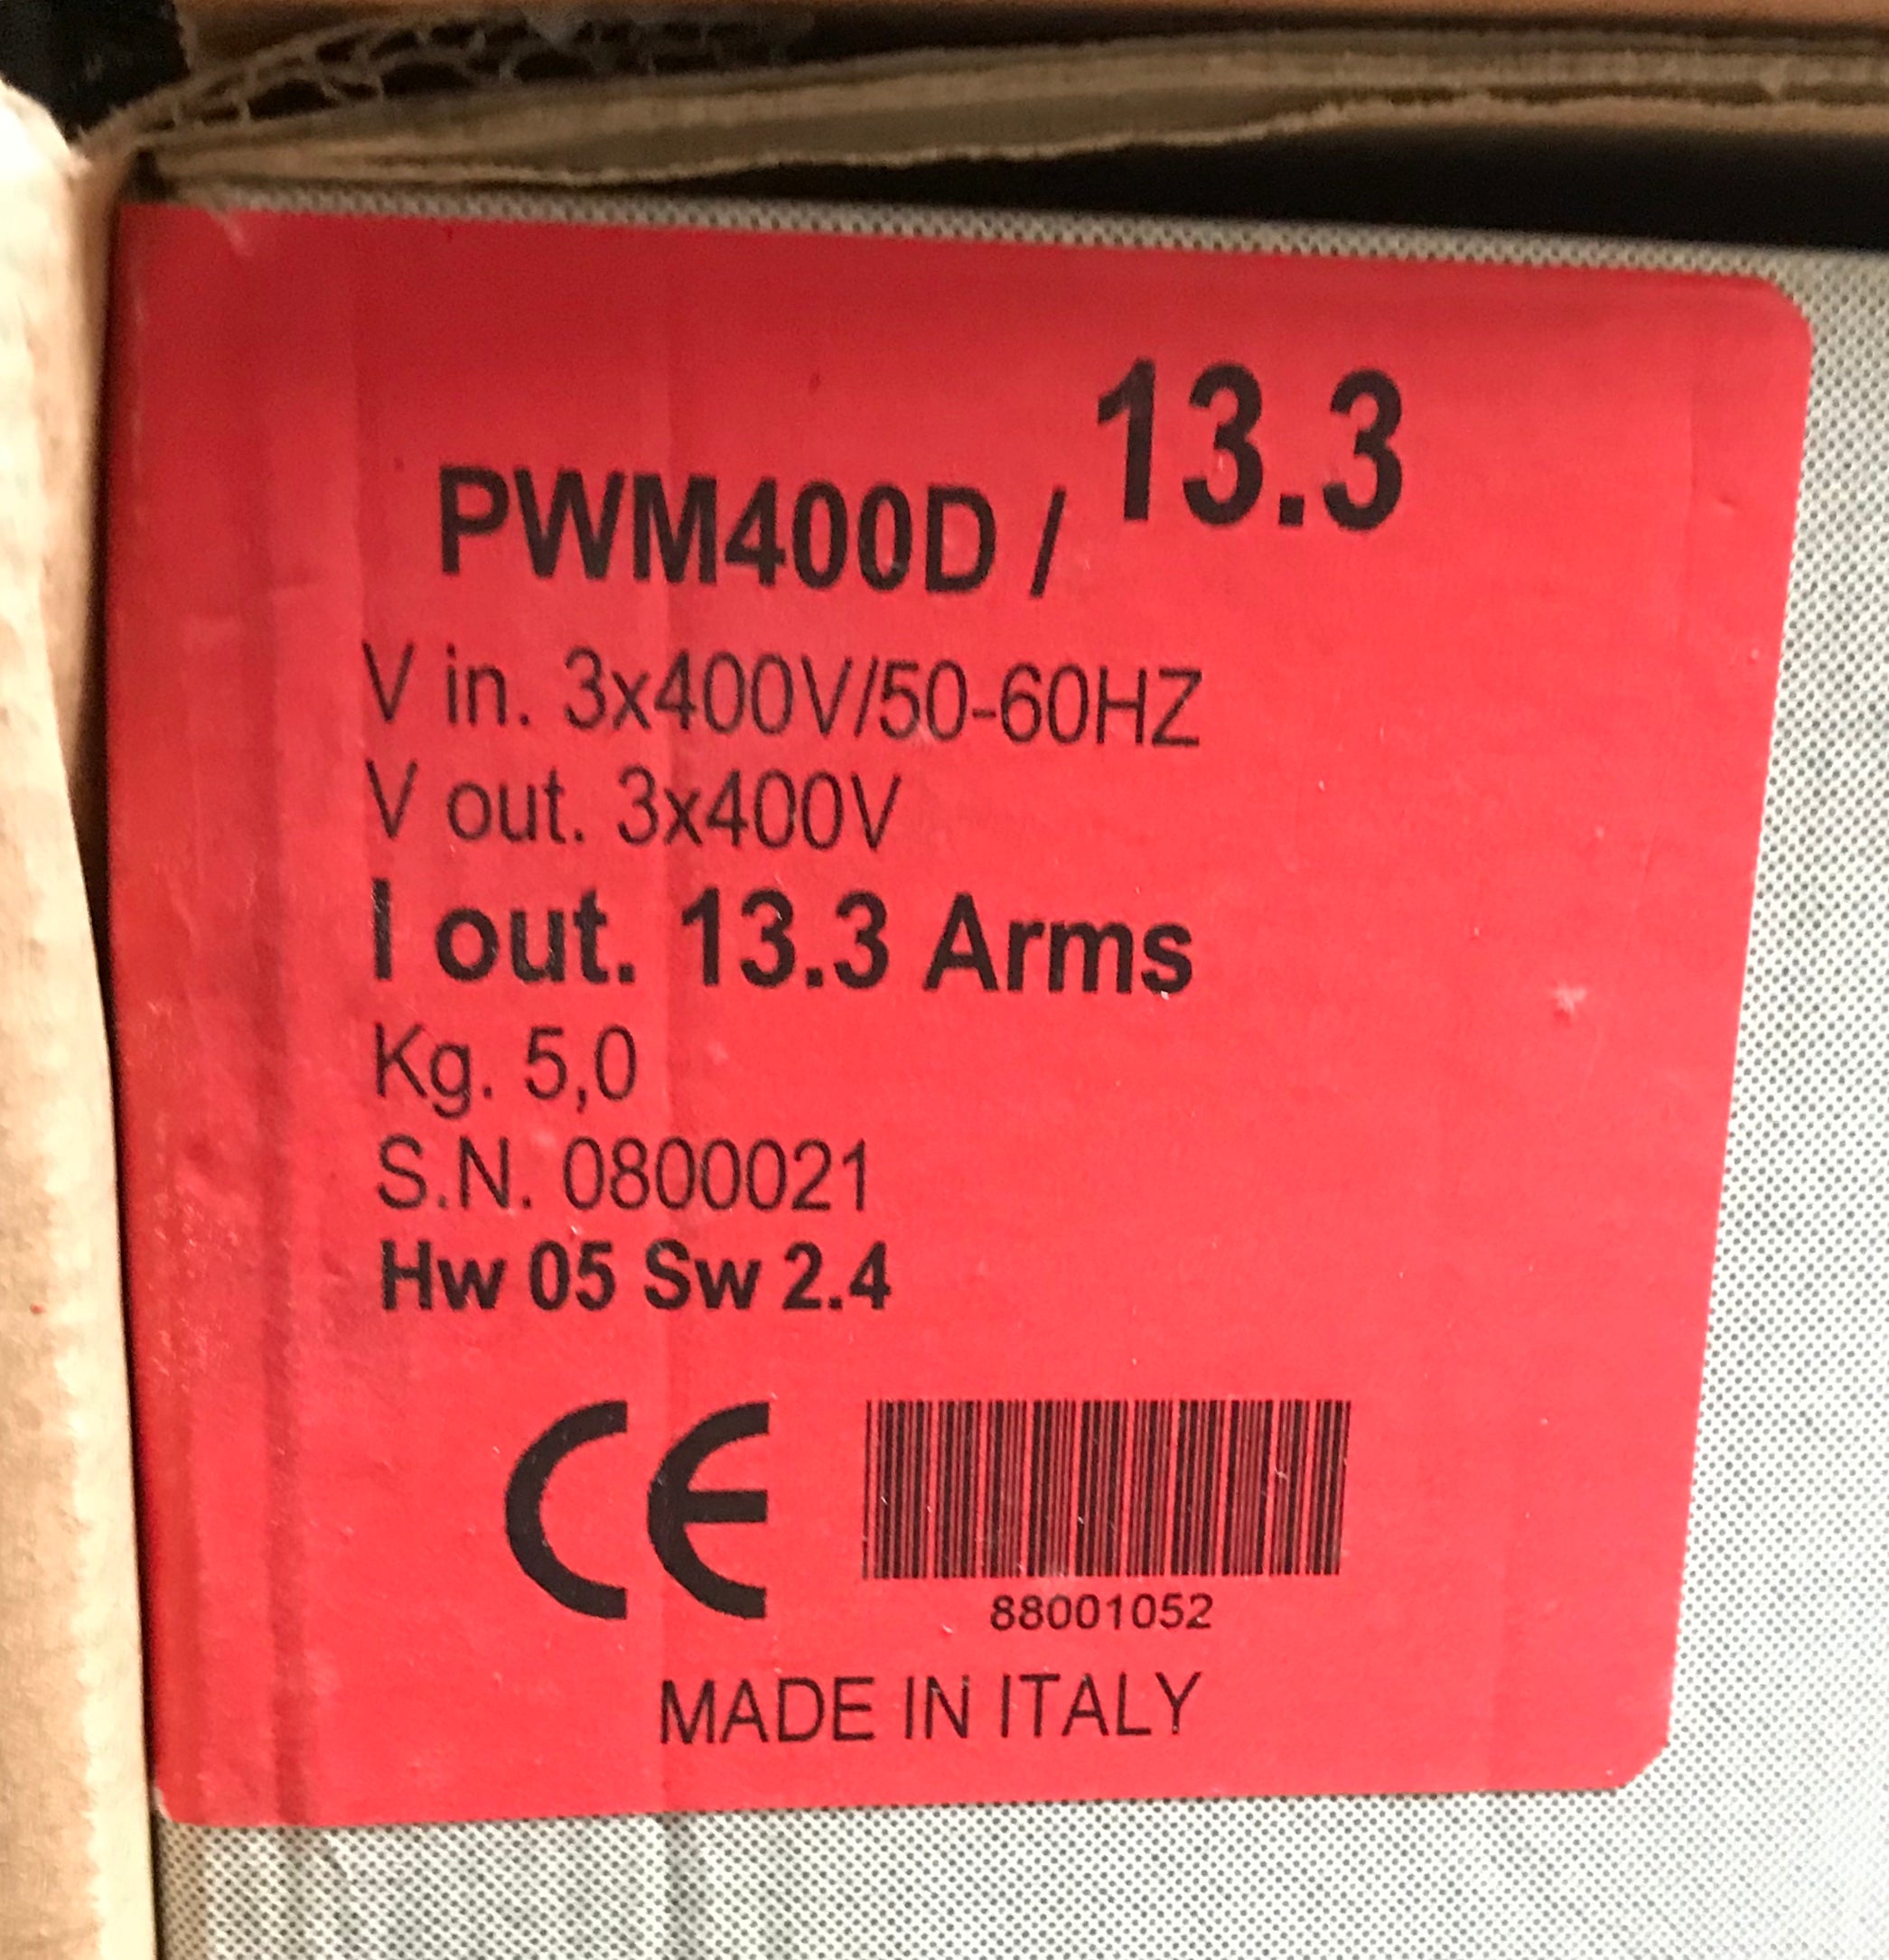 PWM400D / 13.3
V in. 3x400V/50-60HZ
V out. 3x400V
I out. 13.3 Arms
Kg. 5,0
S.N. 0800021
Hw 05 Sw 2.4
CE
88001052
MADE IN ITALY